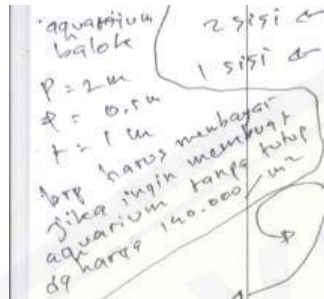 aquarium
balok
P = 2 m
l = 0.5 m
t = 1 m
brp harus membayar
jika ingin membuat
aquarium tanpa tutup
dg harga 140.000/m2
2 sisi
1 sisi